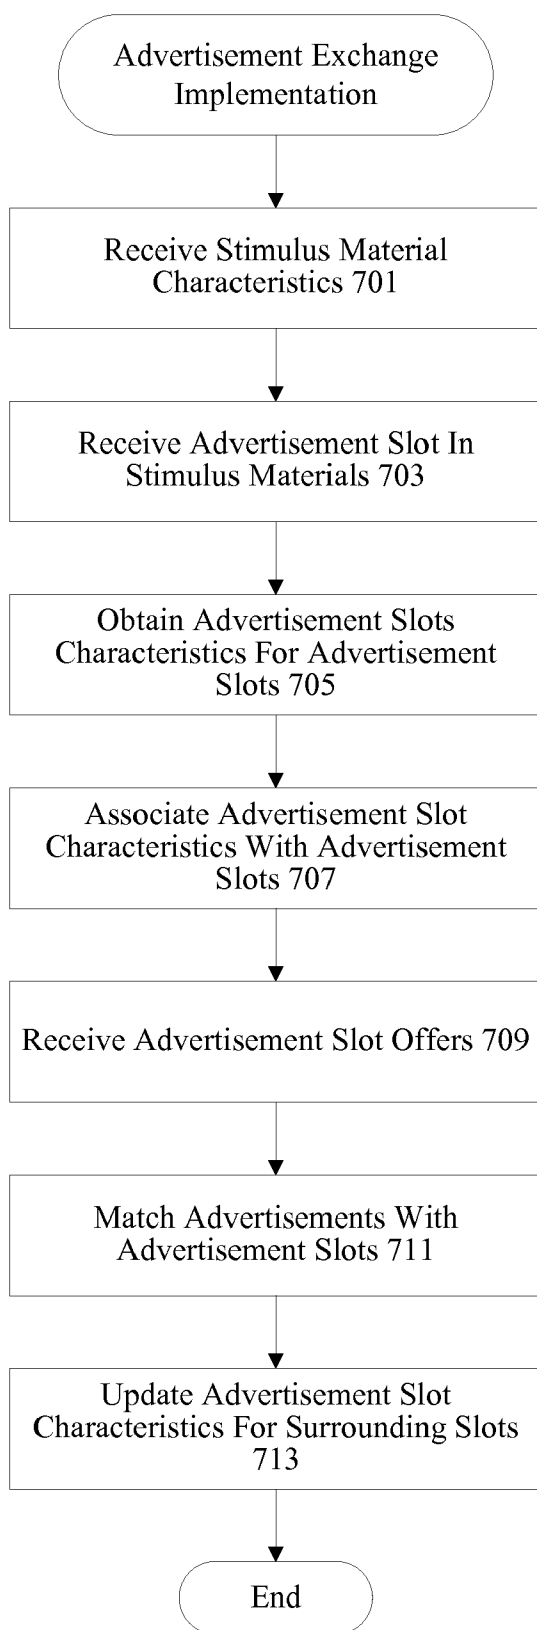 Advertisement Exchange
Implementation
Receive Stimulus Material
Characteristics 701
Receive Advertisement Slot In
Stimulus Materials 703
Obtain Advertisement Slots
Characteristics For Advertisement
Slots 705
Associate Advertisement Slot
Characteristics With Advertisement
Slots 707
Receive Advertisement Slot Offers 709
Match Advertisements With
Advertisement Slots 711
Update Advertisement Slot
Characteristics For Surrounding Slots
713
End